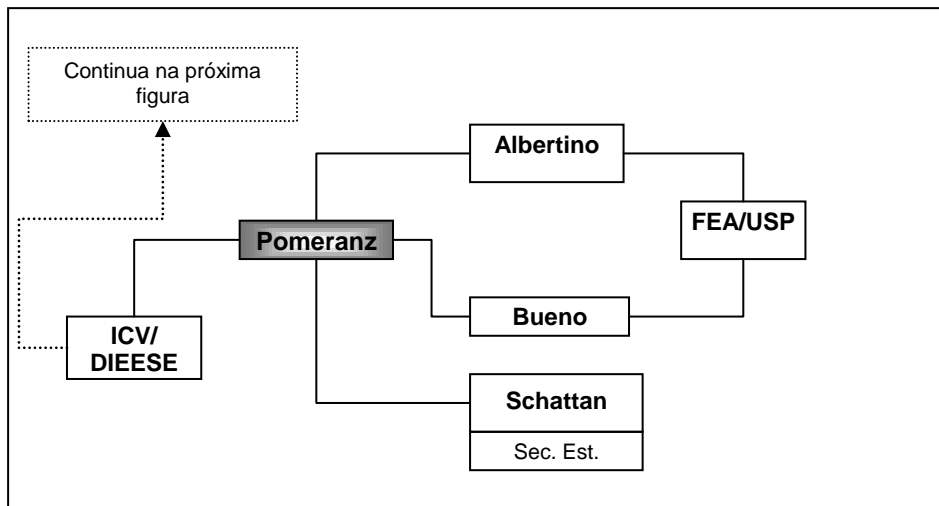 Continua na próxima
figura
Albertino
FEA/USP
Pomeranz
Bueno
ICV/
DIEESE
Schattan
Sec. Est.